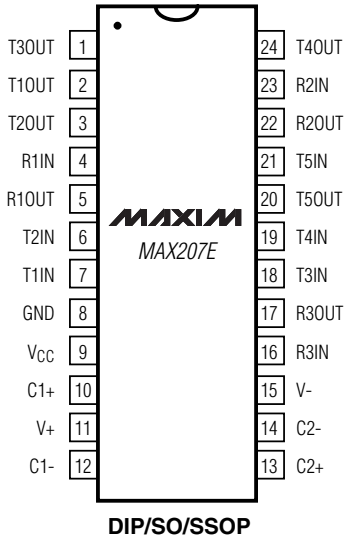 T3OUT 1 24 T4OUT
T1OUT 2 23 R2IN
T2OUT 3 22 R2OUT
R1IN 4 21 T5IN
R1OUT 5 20 T5OUT
MAXIM
T2IN 6 19 T4IN
MAX207E
T1IN 7 18 T3IN
GND 8 17 R3OUT
VCC 9 16 R3IN
C1+ 10 15 V-
V+ 11 14 C2-
C1- 12 13 C2+
DIP/SO/SSOP